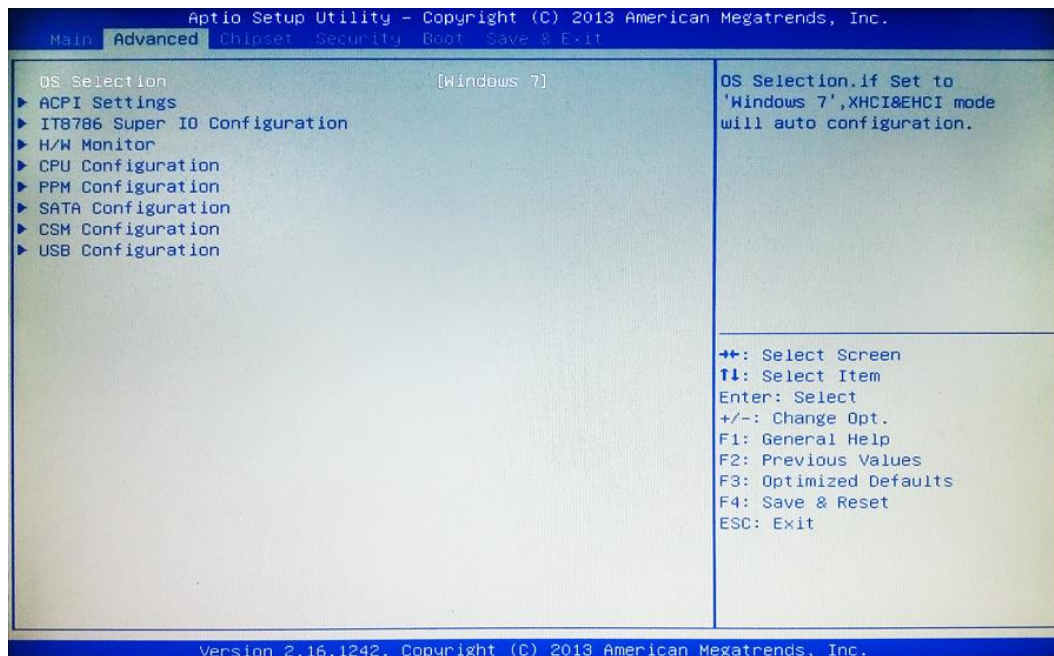 Aptio Setup Utility – Copyright (C) 2013 American Megatrends, Inc.
Main Advanced Chipset Security Boot Save & Exit
OS Selection [Windows 7]
ACPI Settings
IT8786 Super IO Configuration
H/W Monitor
CPU Configuration
PPM Configuration
SATA Configuration
CSM Configuration
USB Configuration
OS Selection.if Set to
'Windows 7',XHCI&EHCI mode
will auto configuration.
→←: Select Screen
↑↓: Select Item
Enter: Select
+/-: Change Opt.
F1: General Help
F2: Previous Values
F3: Optimized Defaults
F4: Save & Reset
ESC: Exit
Version 2.16.1242. Copyright (C) 2013 American Megatrends, Inc.